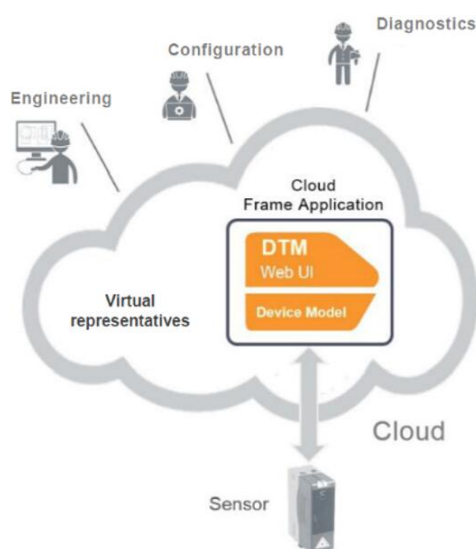 Diagnostics
Configuration
Engineering
Cloud
Frame Application
DTM
Web UI
Device Model
Virtual
representatives
Cloud
Sensor